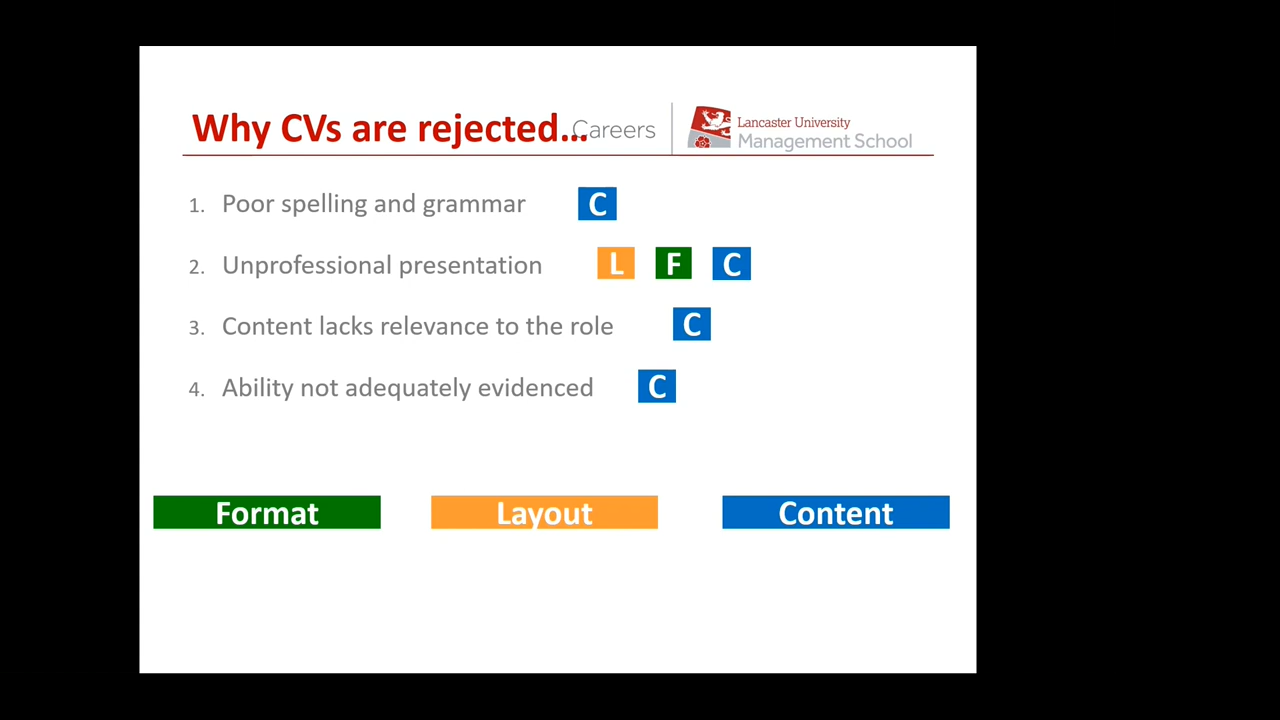 Why CVs are rejected...
Careers
Lancaster University
Management School
1. Poor spelling and grammar C
2. Unprofessional presentation L F C
3. Content lacks relevance to the role C
4. Ability not adequately evidenced C
Format Layout Content